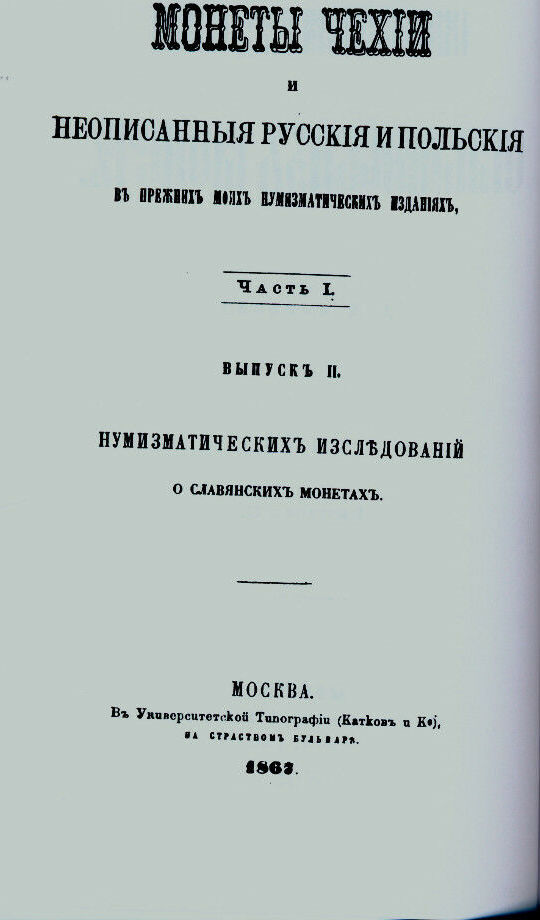 МОНЕТЫ ЧЕХІИ
И
НЕОПИСАННЫЯ РУССКІЯ И ПОЛЬСКІЯ
ВЪ ПРЕЖНИХЪ МОИХЪ НУМИЗМАТИЧЕСКИХЪ ИЗДАНІЯХЪ,
Часть I.
ВЫПУСКЪ II.
НУМИЗМАТИЧЕСКИХЪ ИЗСЛѢДОВАНІЙ
О СЛАВЯНСКИХЪ МОНЕТАХЪ.
МОСКВА.
Въ Университетской Типографіи (Катковъ и К°),
НА СТРАСТНОМЪ БУЛЬВАРѢ.
1867.